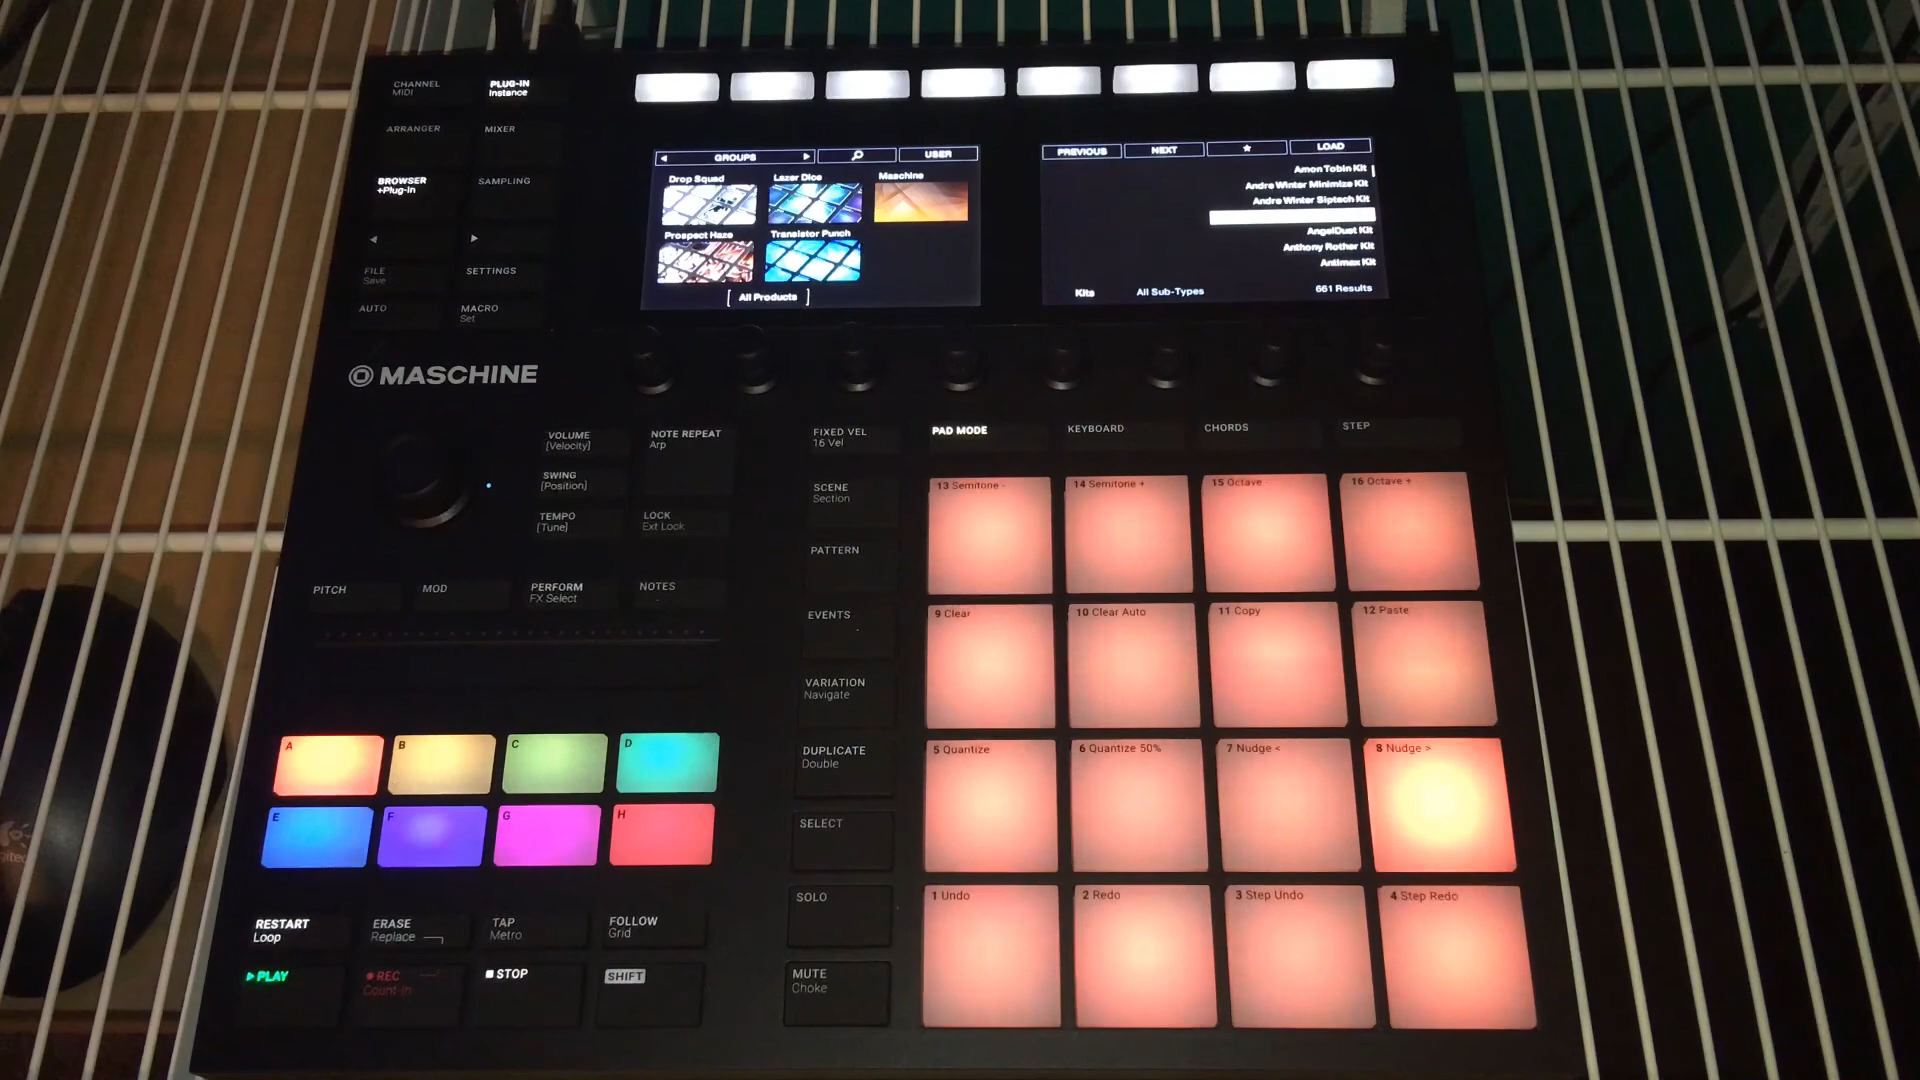 CHANNEL
MIDI
PLUG-IN
Instance
ARRANGER
MIXER
BROWSER
+Plug-In
SAMPLING
FILE
Save
SETTINGS
AUTO
MACRO
Set
GROUPS
USER
Drop Squad
Lazer Dice
Maschine
Prospect Haze
Translator Punch
[ All Products ]
PREVIOUS
NEXT
★
LOAD
Amon Tobin Kit
Andre Winter Minimize Kit
Andre Winter Siptech Kit
AngelDust Kit
Anthony Rother Kit
Antimax Kit
Kits
All Sub-Types
661 Results
MASCHINE
VOLUME
[Velocity]
NOTE REPEAT
Arp
SWING
[Position]
TEMPO
[Tune]
LOCK
Ext Lock
PITCH
MOD
PERFORM
FX Select
NOTES
FIXED VEL
16 Vel
PAD MODE
KEYBOARD
CHORDS
STEP
SCENE
Section
PATTERN
EVENTS
VARIATION
Navigate
DUPLICATE
Double
SELECT
SOLO
MUTE
Choke
13 Semitone -
14 Semitone +
15 Octave -
16 Octave +
9 Clear
10 Clear Auto
11 Copy
12 Paste
5 Quantize
6 Quantize 50%
7 Nudge <
8 Nudge >
1 Undo
2 Redo
3 Step Undo
4 Step Redo
A
B
C
D
E
F
G
H
RESTART
Loop
ERASE
Replace
TAP
Metro
FOLLOW
Grid
PLAY
REC
Count-In
STOP
SHIFT